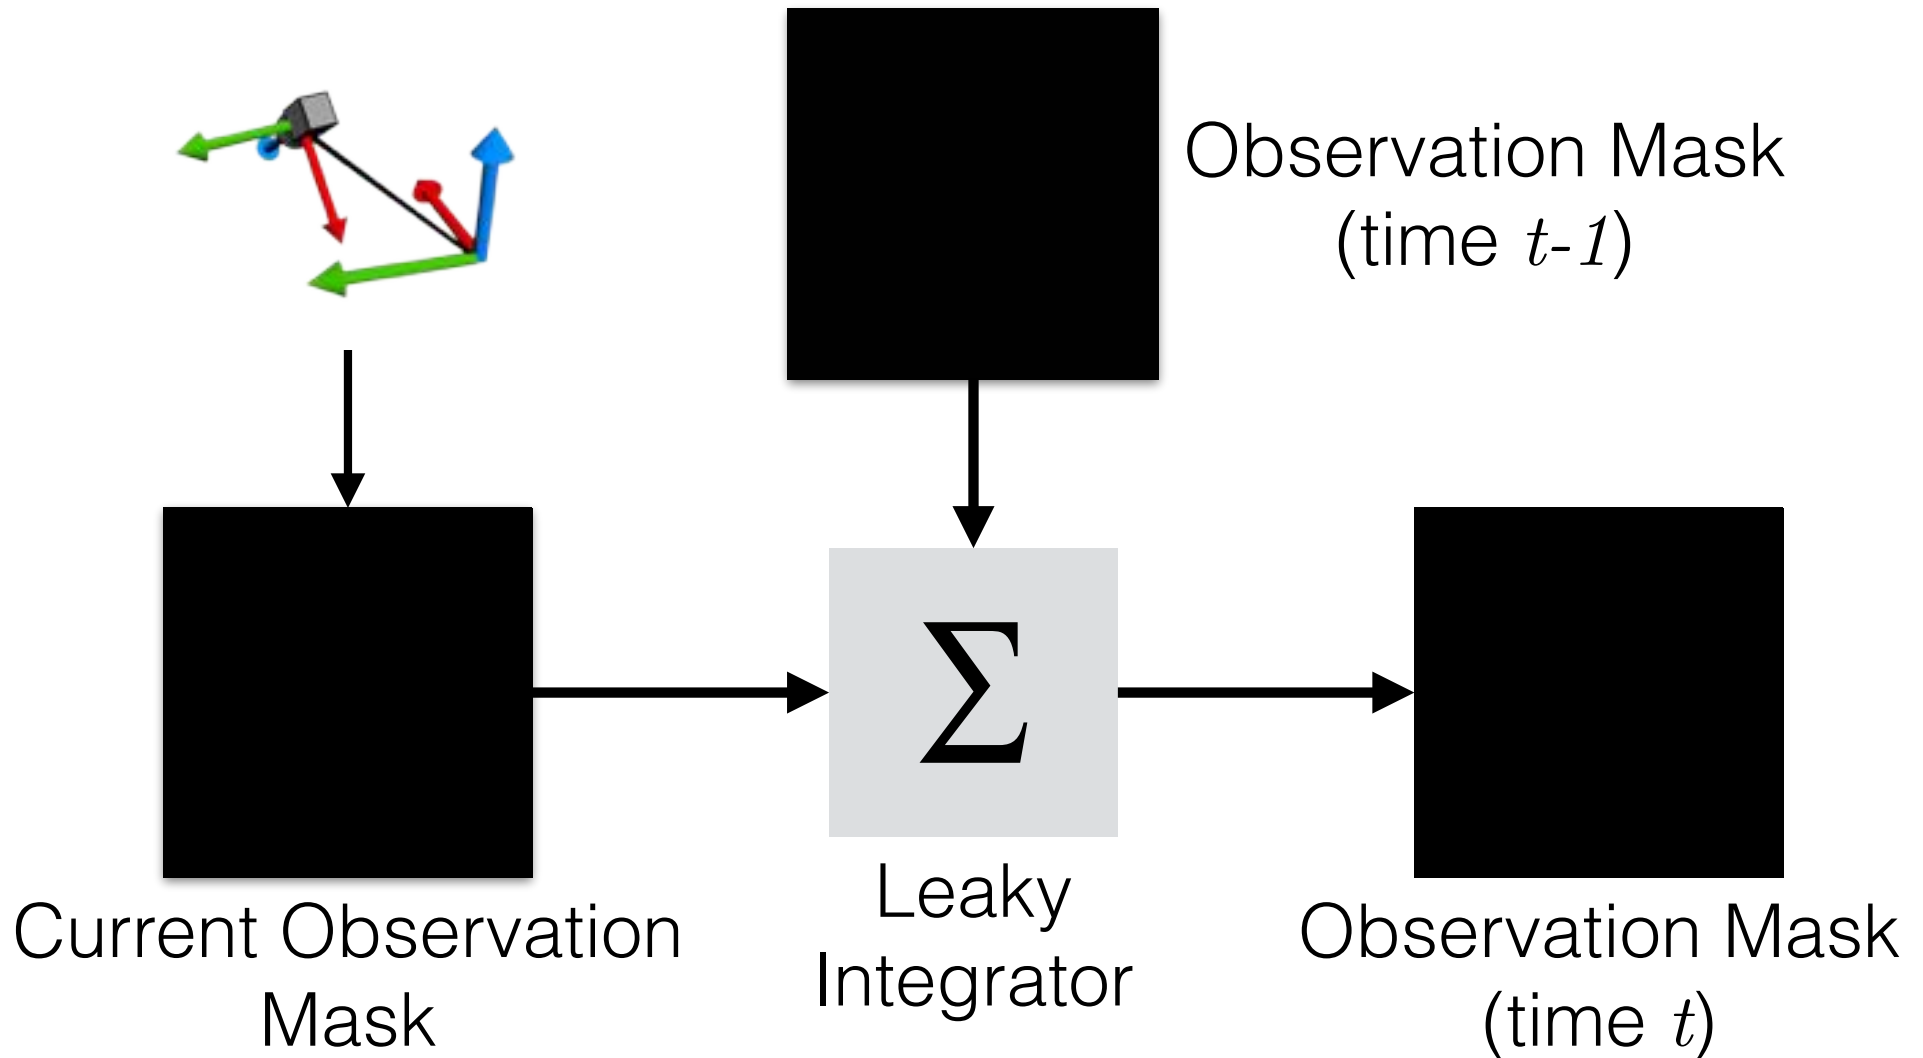 Observation Mask
(time t-1)
Σ
Leaky
Integrator
Current Observation
Mask
Observation Mask
(time t)